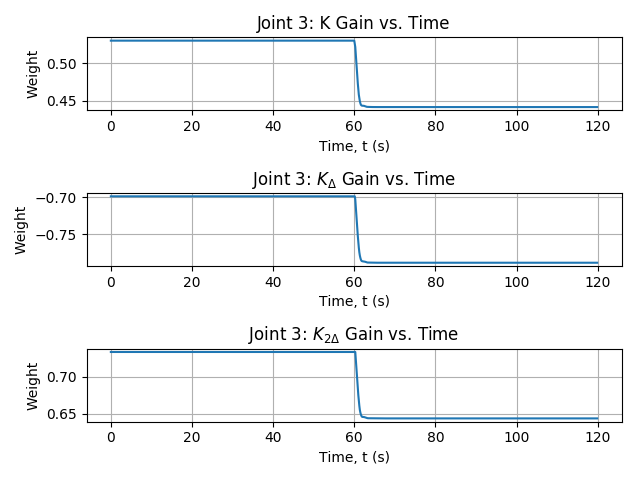 Joint 3: K Gain vs. Time
Weight
0.50
0.45
0 20 40 60 80 100 120
Time, t (s)
Joint 3: K_Δ Gain vs. Time
Weight
−0.70
−0.75
0 20 40 60 80 100 120
Time, t (s)
Joint 3: K_{2Δ} Gain vs. Time
Weight
0.70
0.65
0 20 40 60 80 100 120
Time, t (s)